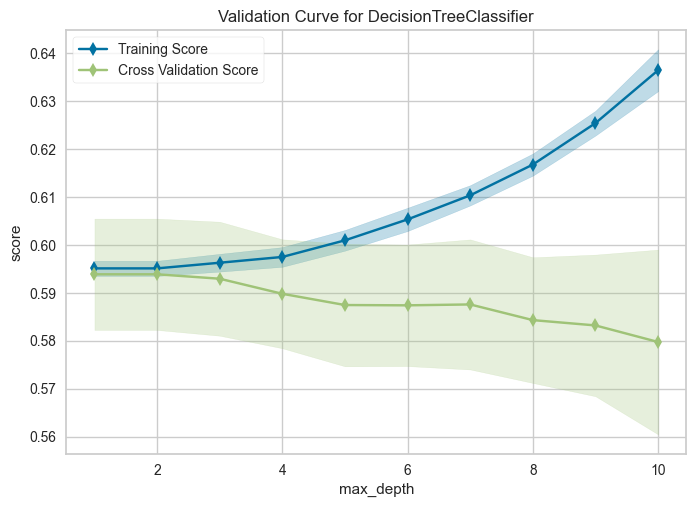 Validation Curve for DecisionTreeClassifier
Training Score
Cross Validation Score
score
0.64
0.63
0.62
0.61
0.60
0.59
0.58
0.57
0.56
2 4 6 8 10
max_depth